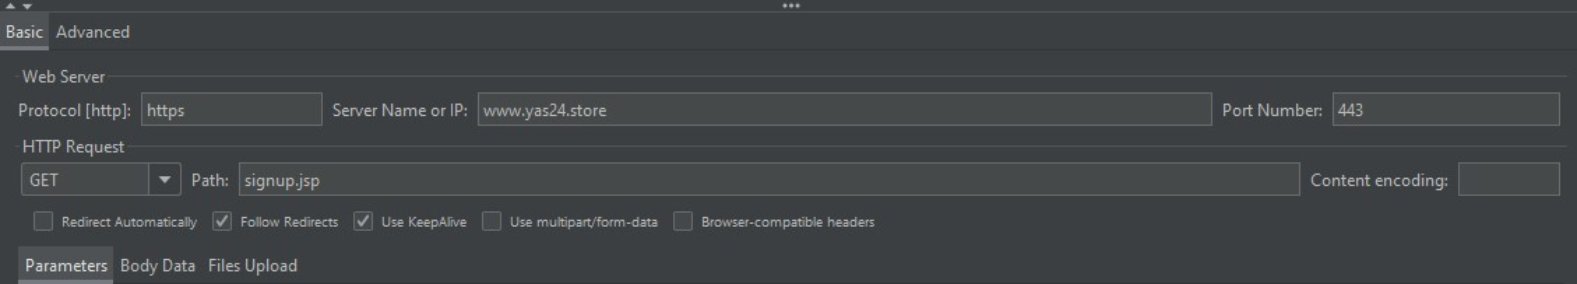 Basic Advanced
Web Server
Protocol [http]: https Server Name or IP: www.yas24.store Port Number: 443
HTTP Request
GET Path: signup.jsp Content encoding:
Redirect Automatically Follow Redirects Use KeepAlive Use multipart/form-data Browser-compatible headers
Parameters Body Data Files Upload